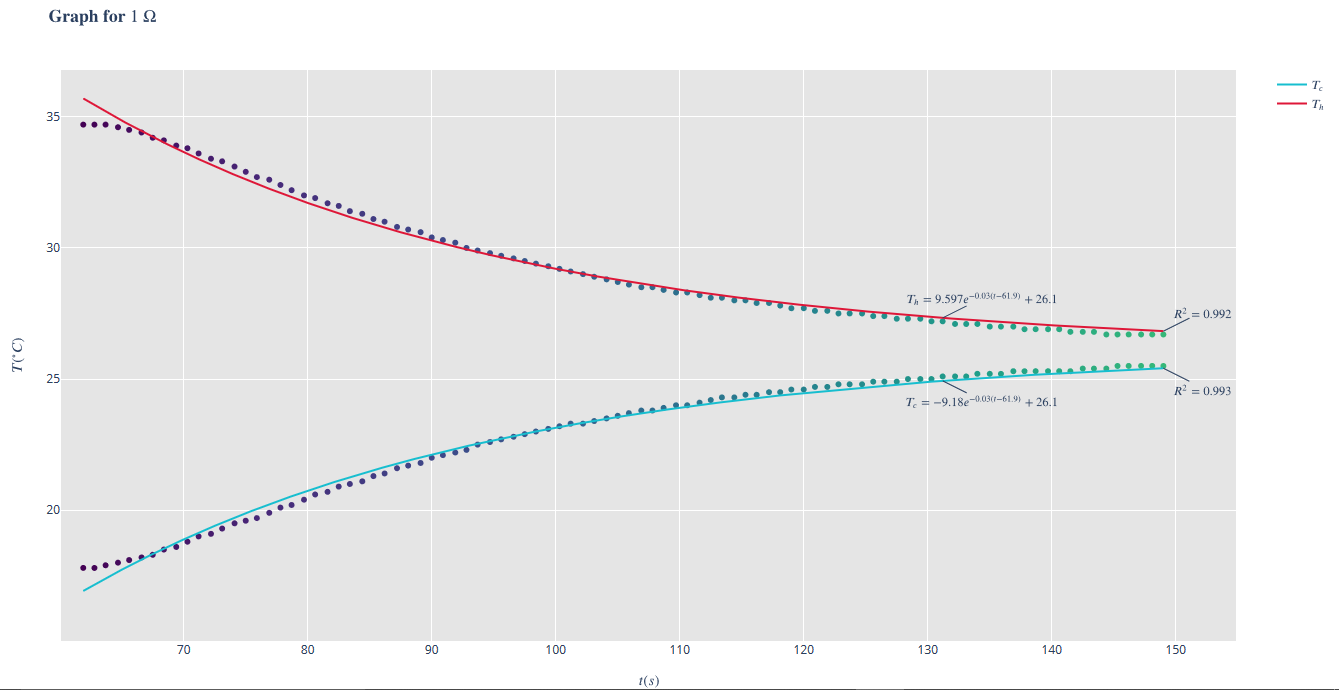 Graph for 1 Ω
T_c
T_h
35
30
25
20
T(°C)
T_h = 9.597e^{−0.03(t−61.9)} + 26.1
R² = 0.992
R² = 0.993
T_c = −9.18e^{−0.03(t−61.9)} + 26.1
70 80 90 100 110 120 130 140 150
t(s)